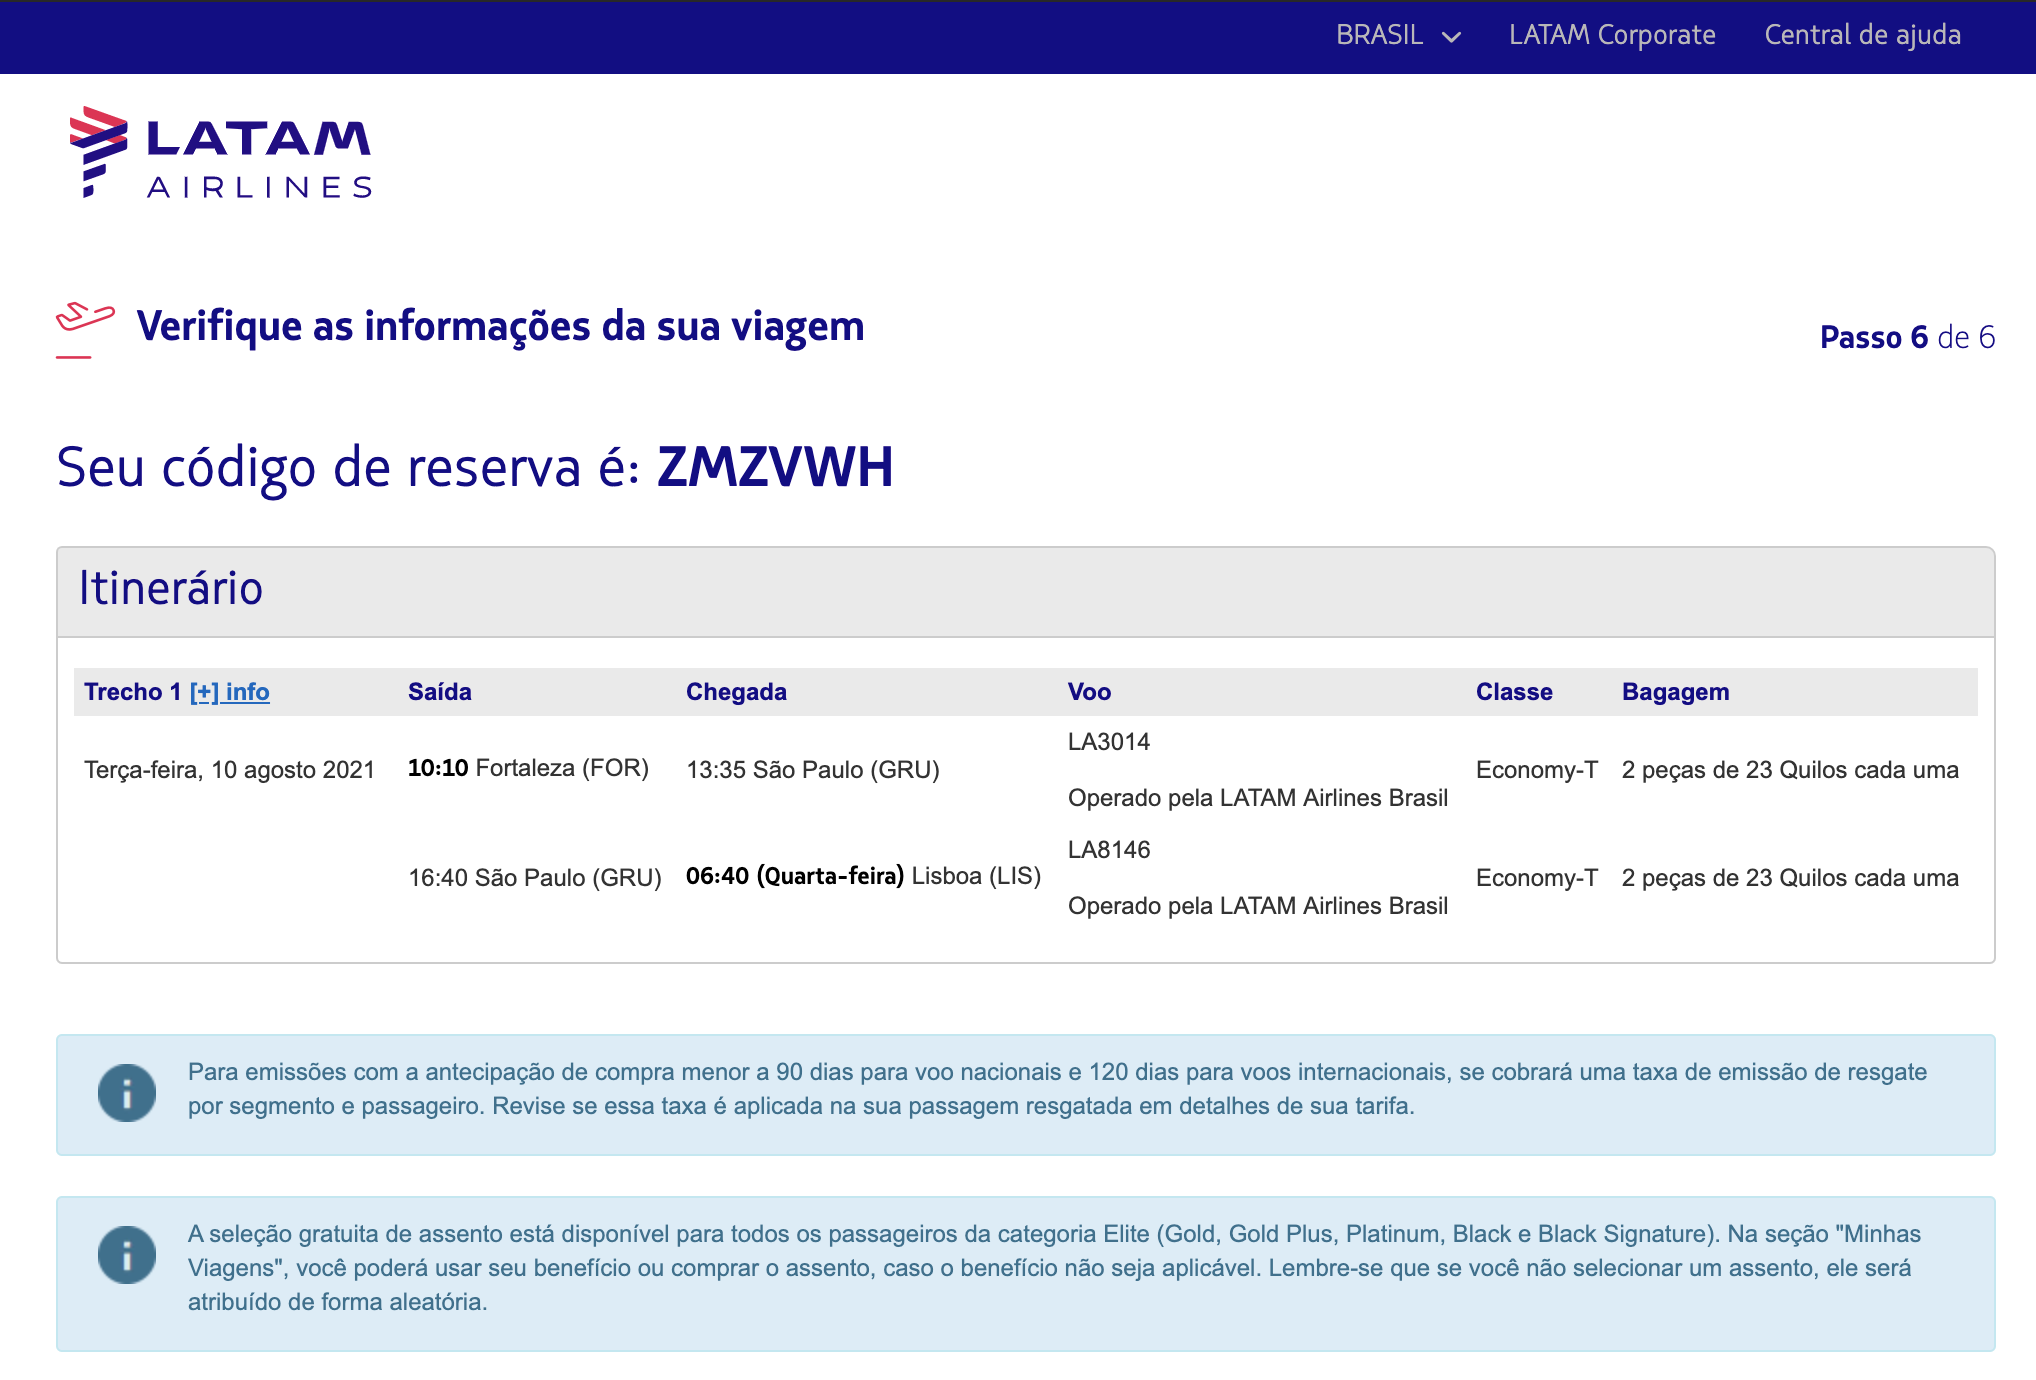 BRASIL LATAM Corporate Central de ajuda
LATAM
AIRLINES
Verifique as informações da sua viagem
Passo 6 de 6
Seu código de reserva é: ZMZVWH
Itinerário
Trecho 1 [+] info Saída Chegada Voo Classe Bagagem
LA3014
Terça-feira, 10 agosto 2021 10:10 Fortaleza (FOR) 13:35 São Paulo (GRU) Economy-T 2 peças de 23 Quilos cada uma
Operado pela LATAM Airlines Brasil
LA8146
16:40 São Paulo (GRU) 06:40 (Quarta-feira) Lisboa (LIS) Economy-T 2 peças de 23 Quilos cada uma
Operado pela LATAM Airlines Brasil
Para emissões com a antecipação de compra menor a 90 dias para voo nacionais e 120 dias para voos internacionais, se cobrará uma taxa de emissão de resgate
por segmento e passageiro. Revise se essa taxa é aplicada na sua passagem resgatada em detalhes de sua tarifa.
A seleção gratuita de assento está disponível para todos os passageiros da categoria Elite (Gold, Gold Plus, Platinum, Black e Black Signature). Na seção "Minhas
Viagens", você poderá usar seu benefício ou comprar o assento, caso o benefício não seja aplicável. Lembre-se que se você não selecionar um assento, ele será
atribuído de forma aleatória.